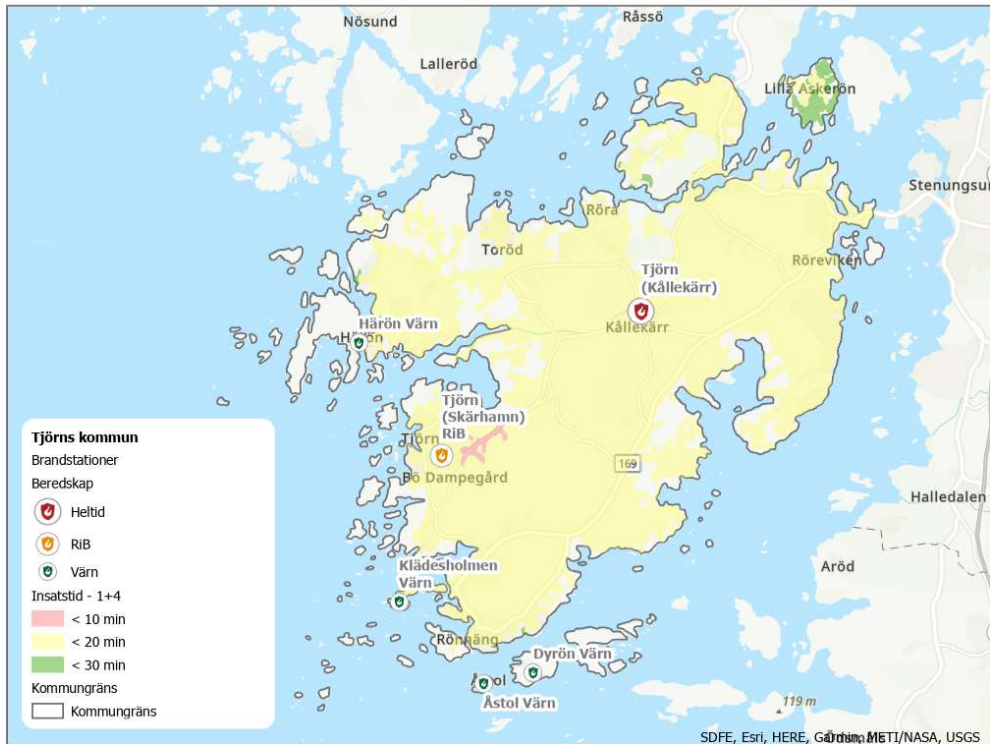 Nösund
Råssö
Lalleröd
Lilla Askerön
Stenungsun
Röra
Toröd
Röreviken
Tjörn
(Kållekärr)
Kållekärr
Härön Värn
Härön
Tjörn
(Skärhamn)
RiB
Tjörn
Bö Dampegård
169
Halledalen
Klädesholmen
Värn
Aröd
Rönnäng
Dyrön Värn
Åstol Värn
119 m
Tjörns kommun
Brandstationer
Beredskap
Heltid
RiB
Värn
Insatstid - 1+4
< 10 min
< 20 min
< 30 min
Kommungräns
Kommungräns
SDFE, Esri, HERE, Garmin, METI/NASA, USGS